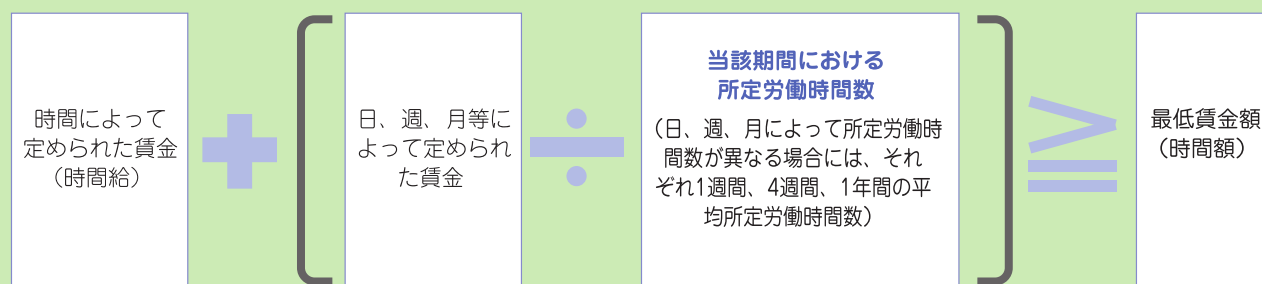 時間によって
定められた賃金
（時間給）
＋
日、週、月等に
よって定められ
た賃金
÷
当該期間における
所定労働時間数
（日、週、月によって所定労働時
間数が異なる場合には、それ
ぞれ1週間、4週間、1年間の平
均所定労働時間数）
≧
最低賃金額
（時間額）